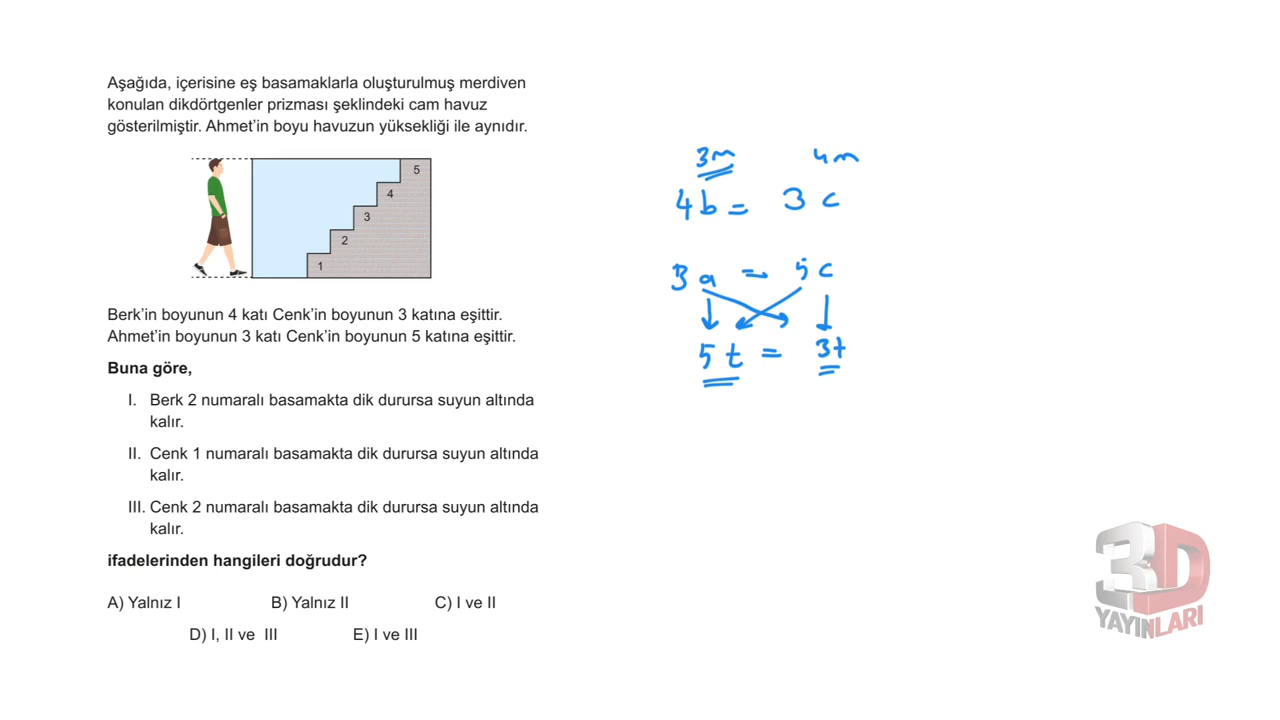 Aşağıda, içerisine eş basamaklarla oluşturulmuş merdiven
konulan dikdörtgenler prizması şeklindeki cam havuz
gösterilmiştir. Ahmet'in boyu havuzun yüksekliği ile aynıdır.
5
4
3
2
1
Berk'in boyunun 4 katı Cenk'in boyunun 3 katına eşittir.
Ahmet'in boyunun 3 katı Cenk'in boyunun 5 katına eşittir.
Buna göre,
I. Berk 2 numaralı basamakta dik durursa suyun altında
kalır.
II. Cenk 1 numaralı basamakta dik durursa suyun altında
kalır.
III. Cenk 2 numaralı basamakta dik durursa suyun altında
kalır.
ifadelerinden hangileri doğrudur?
A) Yalnız I B) Yalnız II C) I ve II
D) I, II ve III E) I ve III
3m 4m
4b = 3c
3a = 5c
5t = 3t
3D
YAYINLARI